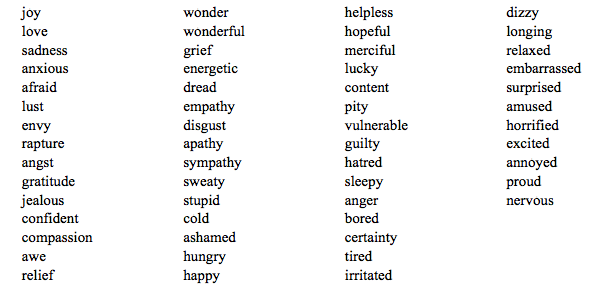 joy
love
sadness
anxious
afraid
lust
envy
rapture
angst
gratitude
jealous
confident
compassion
awe
relief
wonder
wonderful
grief
energetic
dread
empathy
disgust
apathy
sympathy
sweaty
stupid
cold
ashamed
hungry
happy
helpless
hopeful
merciful
lucky
content
pity
vulnerable
guilty
hatred
sleepy
anger
bored
certainty
tired
irritated
dizzy
longing
relaxed
embarrassed
surprised
amused
horrified
excited
annoyed
proud
nervous